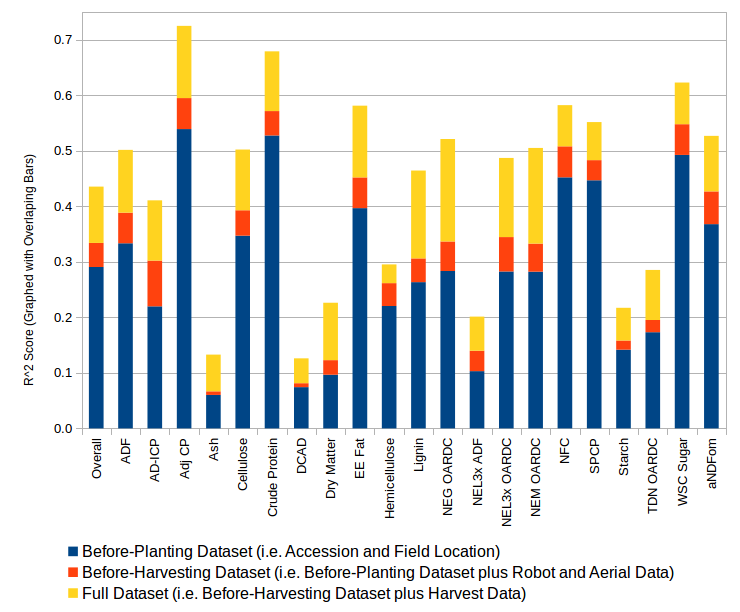 R^2 Score (Graphed with Overlaping Bars)
0.7
0.6
0.5
0.4
0.3
0.2
0.1
0.0
Overall
ADF
AD-ICP
Adj CP
Ash
Cellulose
Crude Protein
DCAD
Dry Matter
EE Fat
Hemicellulose
Lignin
NEG OARDC
NEL3x ADF
NEL3x OARDC
NEM OARDC
NFC
SPCP
Starch
TDN OARDC
WSC Sugar
aNDFom
Before-Planting Dataset (i.e. Accession and Field Location)
Before-Harvesting Dataset (i.e. Before-Planting Dataset plus Robot and Aerial Data)
Full Dataset (i.e. Before-Harvesting Dataset plus Harvest Data)